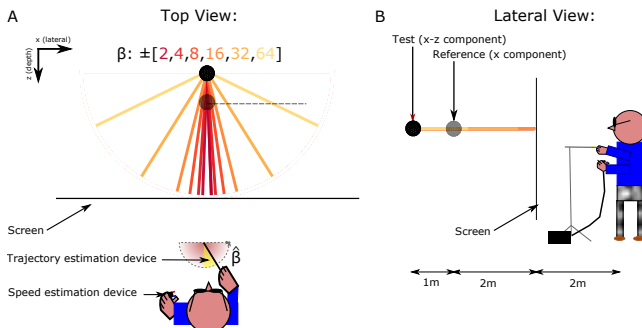 A
Top View:
x (lateral)
z (depth)
β: ±[2,4,8,16,32,64]
Screen
Trajectory estimation device
β̂
Speed estimation device
B
Lateral View:
Test (x-z component)
Reference (x component)
Screen
1m
2m
2m